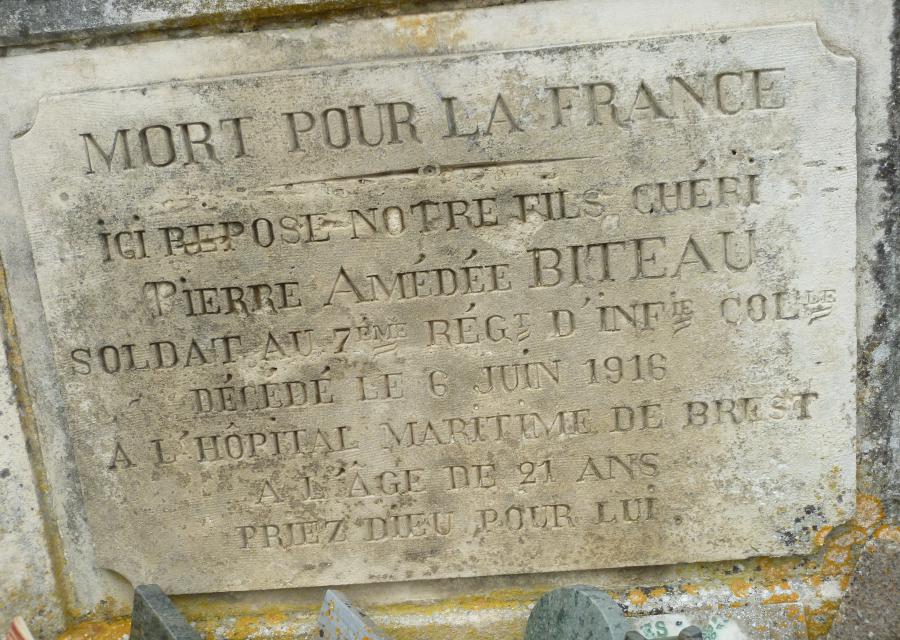 MORT POUR LA FRANCE
ICI REPOSE NOTRE FILS CHÉRI
PIERRE AMÉDÉE BITEAU
SOLDAT AU 7ÈME RÉGT D'INFIE COLLE
DÉCÉDÉ LE 6 JUIN 1916
A L'HÔPITAL MARITIME DE BREST
A L'ÂGE DE 21 ANS
PRIEZ DIEU POUR LUI.